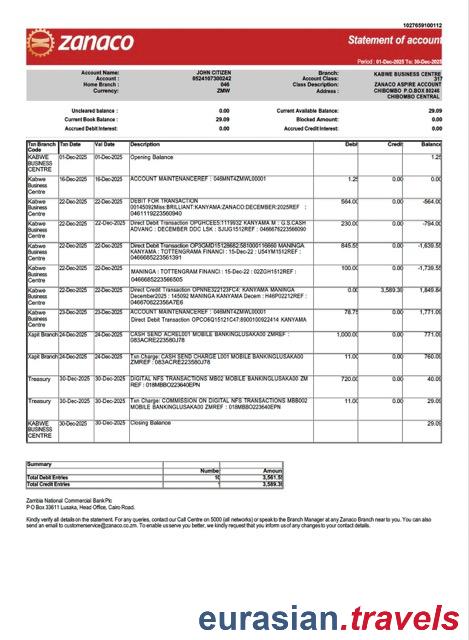 1027659100112
zanaco
Statement of account
Period : 01-Dec-2025 To: 30-Dec-2025
Account Name: JOHN CITIZEN Branch: KABWE BUSINESS CENTRE
Account : 0524107300242 Account Class: 317
Home Branch : 046 Class Description: ZANACO ASPIRE ACCOUNT
Currency: ZMW Address : CHIBOMBO P.O.BOX 80246
CHIBOMBO CENTRAL
Uncleared balance : 0.00 Current Available Balance: 29.09
Current Book Balance : 29.09 Blocked Amount: 0.00
Accrued Debit Interest: 0.00 Accrued Credit Interest: 0.00
Txn Branch Code Txn Date Val Date Description Debit Credit Balance
KABWE BUSINESS CENTRE 01-Dec-2025 01-Dec-2025 Opening Balance 1.25
Kabwe Business Centre 16-Dec-2025 16-Dec-2025 ACCOUNT MAINTENANCEREF : 046MNT4ZMWL00001 1.25 0.00 0.00
Kabwe Business Centre 22-Dec-2025 22-Dec-2025 DEBIT FOR TRANSACTION 564.00 0.00 -564.00
00145092Miss:BRILLIANT:KANYAMA:ZANACO:DECEMBER:2025REF :
0461119223560940
Kabwe Business Centre 22-Dec-2025 22-Dec-2025 Direct Debit Transaction OPGHCEE5:1119932 KANYAMA M : G.S.CASH 230.00 0.00 -794.00
ADVANC : DECEMBER DDC LSK : SJUG1512REF : 0466676223566090
Kabwe Business Centre 22-Dec-2025 22-Dec-2025 Direct Debit Transaction OP3GMD15128682:581000119660 MANINGA 845.55 0.00 -1,639.55
KANYAMA : TOTTENGRAMA FINANCI : 15-Dec-22 : U54YM1512REF :
0466685223561391
Kabwe Business Centre 22-Dec-2025 22-Dec-2025 MANINGA : TOTTENGRAM FINANCI : 15-Dec-22 : 02ZGH1512REF : 100.00 0.00 -1,739.55
0466685223566505
Kabwe Business Centre 22-Dec-2025 22-Dec-2025 Direct Credit Transaction OPNNE322123FC4: KANYAMA MANINGA 0.00 3,589.39 1,849.84
December2025 : 145092 MANINGA KANYAMA Decem : HI46P02212REF :
046670622356A7E6
Kabwe Business Centre 23-Dec-2025 23-Dec-2025 ACCOUNT MAINTENANCEREF : 046MNT4ZMWL00001 78.75 0.00 1,771.09
Direct Debit Transaction OPCO6Q15121C47:8900100922414 KANYAMA
Xapit Branch 24-Dec-2025 24-Dec-2025 CASH SEND ACREL001 MOBILE BANKINGLUSAKA00 ZMREF : 1,000.00 0.00 771.09
083ACRE223580J78
Xapit Branch 24-Dec-2025 24-Dec-2025 Txn Charge: CASH SEND CHARGE L001 MOBILE BANKINGLUSAKA00 11.00 0.00 760.09
ZMREF : 083ACRE223580J78
Treasury 30-Dec-2025 30-Dec-2025 DIGITAL NFS TRANSACTIONS MB02 MOBILE BANKINGLUSAKA00 ZM 720.00 0.00 40.09
REF : 018MBBO223640EPN
Treasury 30-Dec-2025 30-Dec-2025 Txn Charge: COMMISSION ON DIGITAL NFS TRANSACTIONS MBB002 11.00 0.00 29.09
MOBILE BANKINGLUSAKA00 ZMREF : 018MBBO223640EPN
KABWE BUSINESS CENTRE 30-Dec-2025 30-Dec-2025 Closing Balance 29.09
Summary
Number Amount
Total Debit Entries 10 3,561.55
Total Credit Entries 1 3,589.39
Zambia National Commercial Bank Plc
P O Box 33611 Lusaka, Head Office, Cairo Road.
Kindly verify all details on the statement. For any queries, contact our Call Centre on 5000 (all networks) or speak to the Branch Manager at any Zanaco Branch near to you. You can also
send an email to customerservice@zanaco.co.zm. To enable us serve you better, we kindly request that you inform us of any changes to your contact details.
eurasian.travels